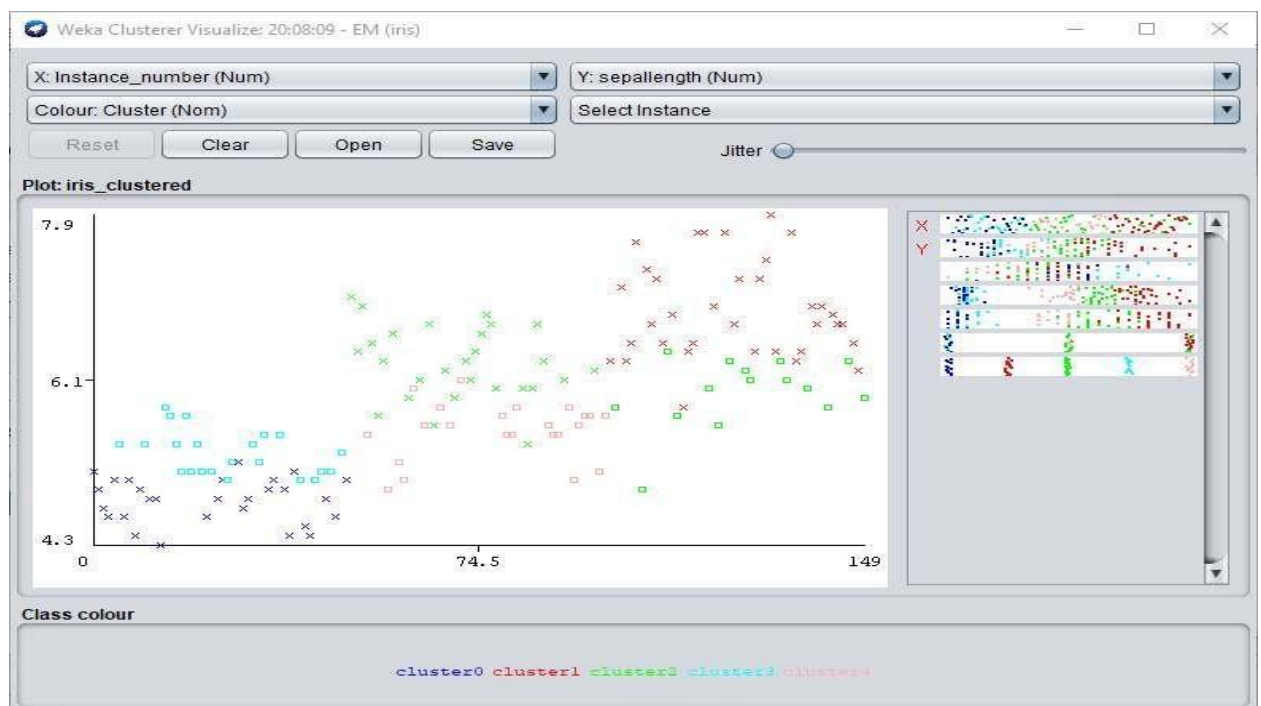 Weka Clusterer Visualize: 20:08:09 - EM (iris)
X: Instance_number (Num) Y: sepallength (Num)
Colour: Cluster (Nom) Select Instance
Reset Clear Open Save Jitter
Plot: iris_clustered
7.9
6.1
4.3
0 74.5 149
X
Y
Class colour
cluster0 cluster1 cluster2 cluster3 cluster4